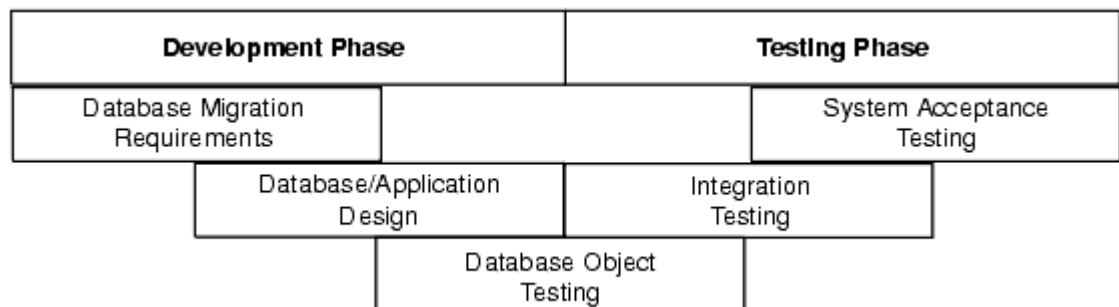 Development Phase
Testing Phase
Database Migration
Requirements
System Acceptance
Testing
Database/Application
Design
Integration
Testing
Database Object
Testing